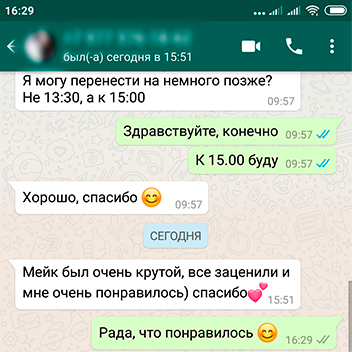 16:29
был(-а) сегодня в 15:51
Я могу перенести на немного позже?
Не 13:30, а к 15:00
09:57
Здравствуйте, конечно 09:57
К 15.00 буду 09:57
Хорошо, спасибо 😊
09:57
СЕГОДНЯ
Мейк был очень крутой, все заценили и
мне очень понравилось) спасибо💕
15:51
Рада, что понравилось 😊 16:29